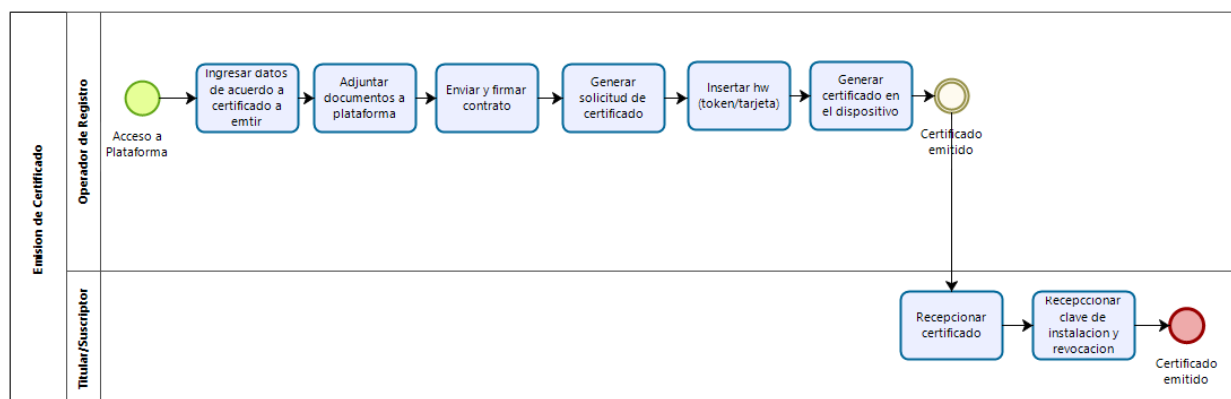 Emision de Certificado
Operador de Registro
Acceso a
Plataforma
Ingresar datos
de acuerdo a
certificado a
emtir
Adjuntar
documentos a
plataforma
Enviar y firmar
contrato
Generar
solicitud de
certificado
Insertar hw
(token/tarjeta)
Generar
certificado en
el dispositivo
Certificado
emitido
Titular/Suscriptor
Recepcionar
certificado
Recepccionar
clave de
instalacion y
revocacion
Certificado
emitido